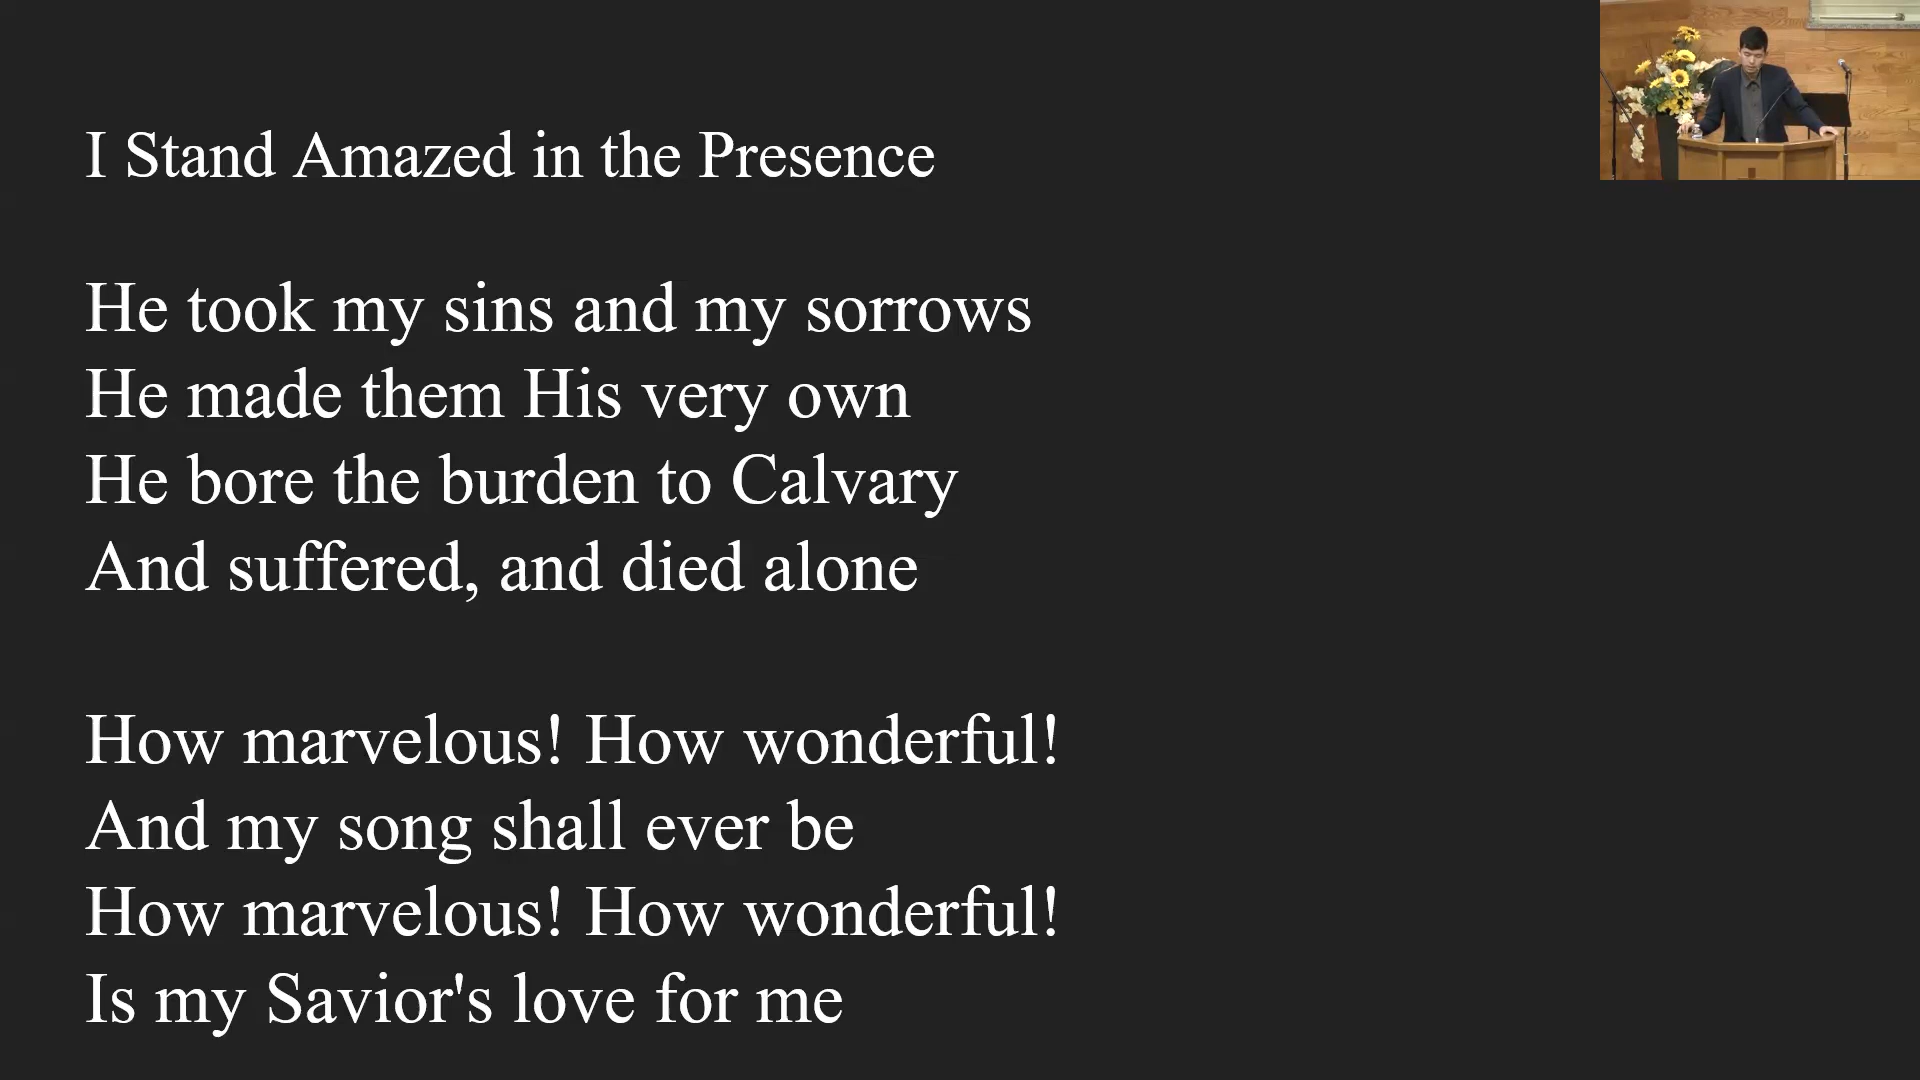 I Stand Amazed in the Presence
He took my sins and my sorrows
He made them His very own
He bore the burden to Calvary
And suffered, and died alone
How marvelous! How wonderful!
And my song shall ever be
How marvelous! How wonderful!
Is my Savior's love for me